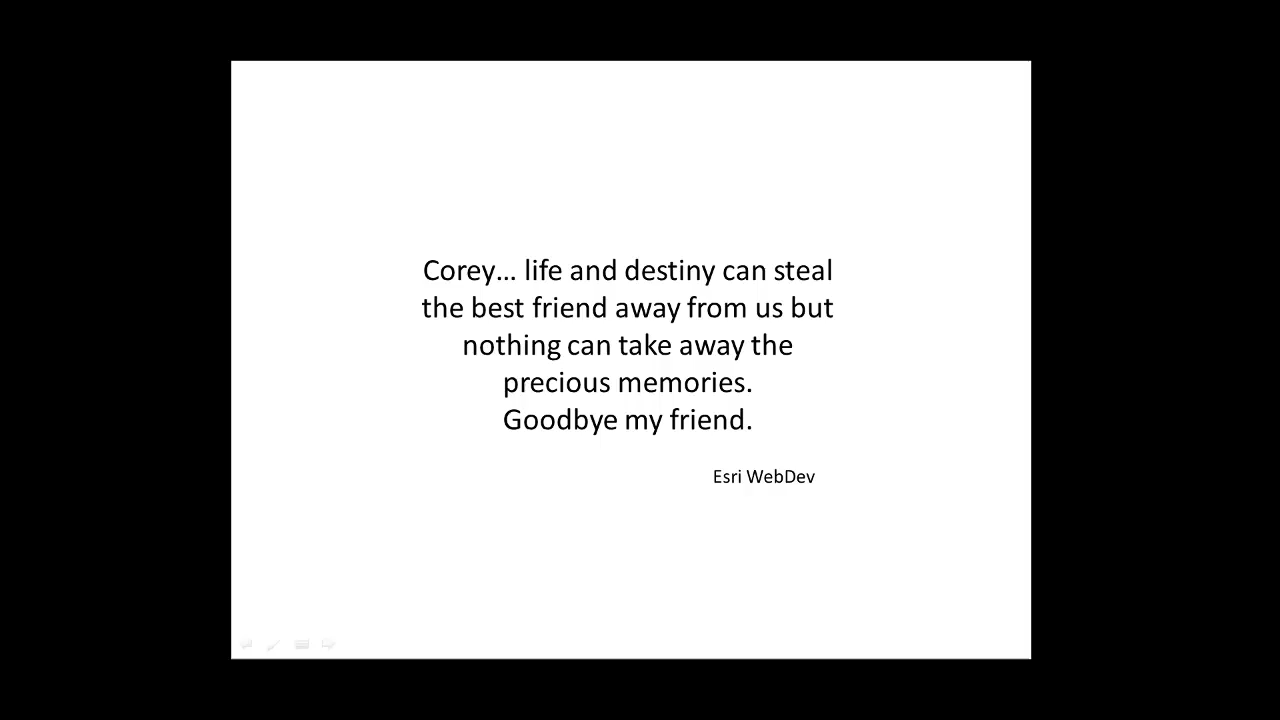 Corey... life and destiny can steal
the best friend away from us but
nothing can take away the
precious memories.
Goodbye my friend.
Esri WebDev